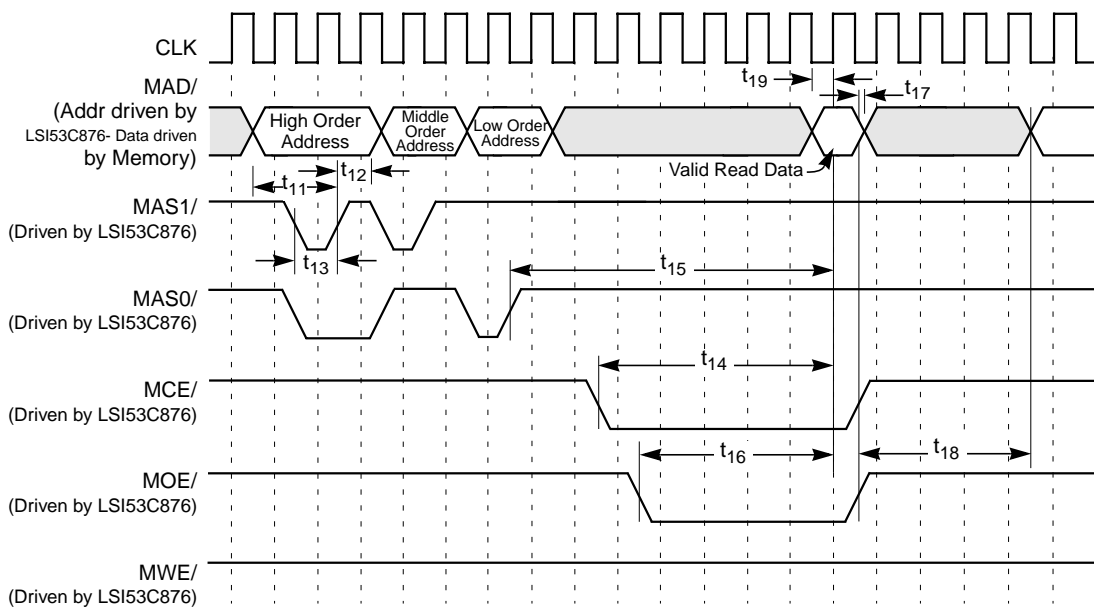 CLK
MAD/
(Addr driven by
LSI53C876- Data driven
by Memory)
High Order
Address
Middle
Order
Address
Low Order
Address
t19
t17
Valid Read Data
t11
t12
MAS1/
(Driven by LSI53C876)
t13
t15
MAS0/
(Driven by LSI53C876)
t14
MCE/
(Driven by LSI53C876)
t16
t18
MOE/
(Driven by LSI53C876)
MWE/
(Driven by LSI53C876)